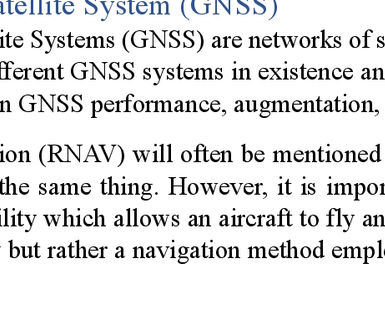 atellite System (GNSS)
ite Systems (GNSS) are networks of s
fferent GNSS systems in existence an
n GNSS performance, augmentation,
ion (RNAV) will often be mentioned
the same thing. However, it is impor
ility which allows an aircraft to fly an
but rather a navigation method empl